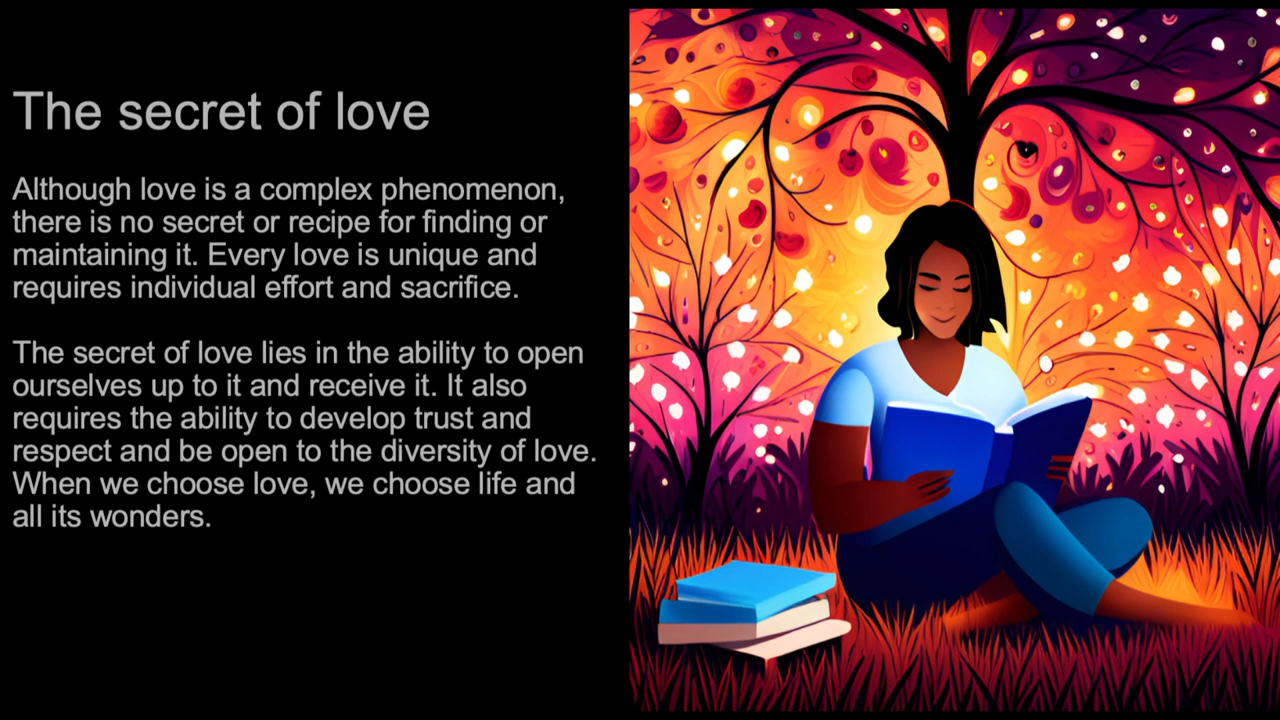 The secret of love
Although love is a complex phenomenon,
there is no secret or recipe for finding or
maintaining it. Every love is unique and
requires individual effort and sacrifice.
The secret of love lies in the ability to open
ourselves up to it and receive it. It also
requires the ability to develop trust and
respect and be open to the diversity of love.
When we choose love, we choose life and
all its wonders.